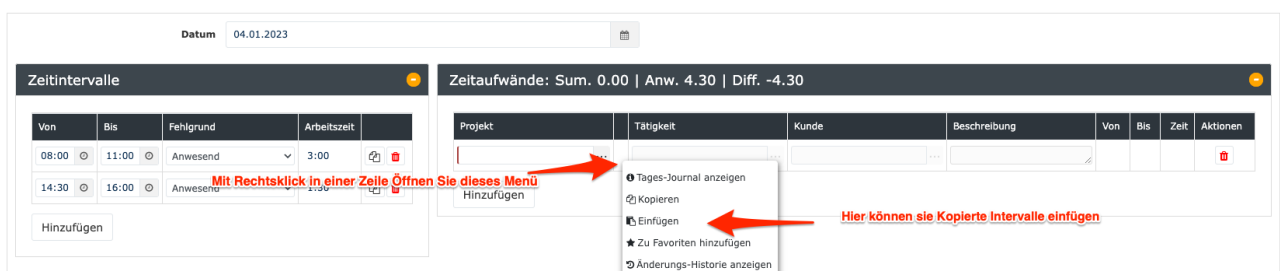 Datum 04.01.2023
Zeitintervalle
Von Bis Fehlgrund Arbeitszeit
08:00 11:00 Anwesend 3:00
14:30 16:00 Anwesend 1:30
Hinzufügen
Zeitaufwände: Sum. 0.00 | Anw. 4.30 | Diff. -4.30
Projekt Tätigkeit Kunde Beschreibung Von Bis Zeit Aktionen
... ... ...
Hinzufügen
Mit Rechtsklick in einer Zeile Öffnen Sie dieses Menü
Tages-Journal anzeigen
Kopieren
Einfügen
Hier können sie Kopierte Intervalle einfügen
Zu Favoriten hinzufügen
Änderungs-Historie anzeigen